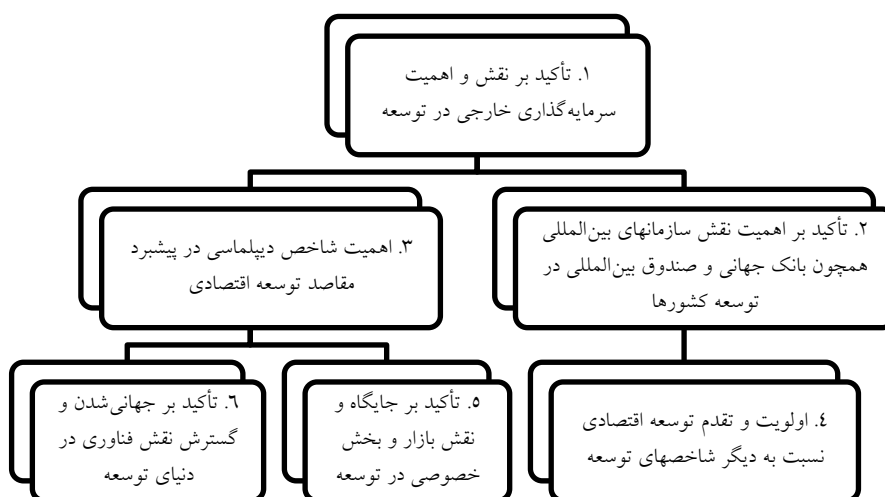 ۱. تأکید بر نقش و اهمیت
سرمایه‌گذاری خارجی در توسعه
۲. تأکید بر اهمیت نقش سازمانهای بین‌المللی
همچون بانک جهانی و صندوق بین‌المللی در
توسعه کشورها
۳. اهمیت شاخص دیپلماسی در پیشبرد
مقاصد توسعه اقتصادی
٤. اولویت و تقدم توسعه اقتصادی
نسبت به دیگر شاخصهای توسعه
٥. تأکید بر جایگاه و
نقش بازار و بخش
خصوصی در توسعه
٦. تأکید بر جهانی‌شدن و
گسترش نقش فناوری در
دنیای توسعه